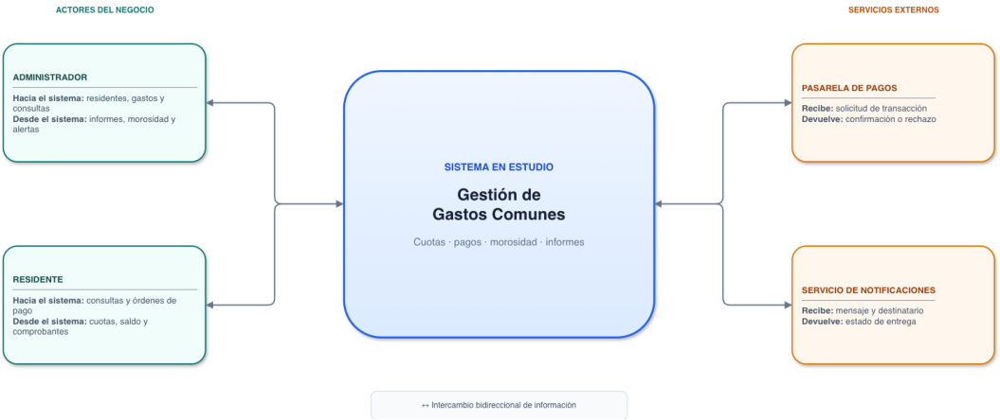 ACTORES DEL NEGOCIO
SERVICIOS EXTERNOS
ADMINISTRADOR
Hacia el sistema: residentes, gastos y
consultas
Desde el sistema: informes, morosidad y
alertas
RESIDENTE
Hacia el sistema: consultas y órdenes de
pago
Desde el sistema: cuotas, saldo y
comprobantes
SISTEMA EN ESTUDIO
Gestión de
Gastos Comunes
Cuotas · pagos · morosidad · informes
PASARELA DE PAGOS
Recibe: solicitud de transacción
Devuelve: confirmación o rechazo
SERVICIO DE NOTIFICACIONES
Recibe: mensaje y destinatario
Devuelve: estado de entrega
↔ Intercambio bidireccional de información